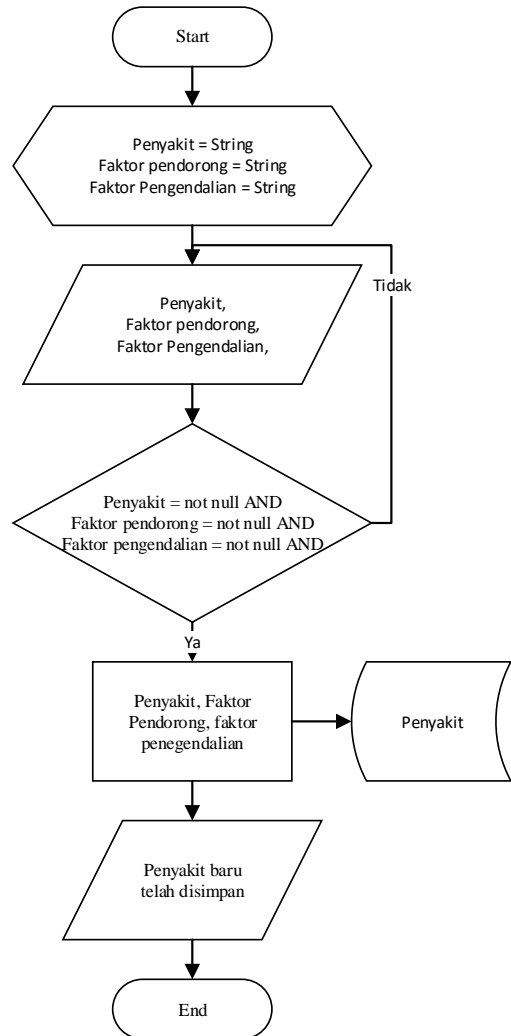 Start
Penyakit = String
Faktor pendorong = String
Faktor Pengendalian = String
Tidak
Penyakit,
Faktor pendorong,
Faktor Pengendalian,
Penyakit = not null AND
Faktor pendorong = not null AND
Faktor pengendalian = not null AND
Ya
Penyakit, Faktor
Pendorong, faktor
penegendalian
Penyakit
Penyakit baru
telah disimpan
End